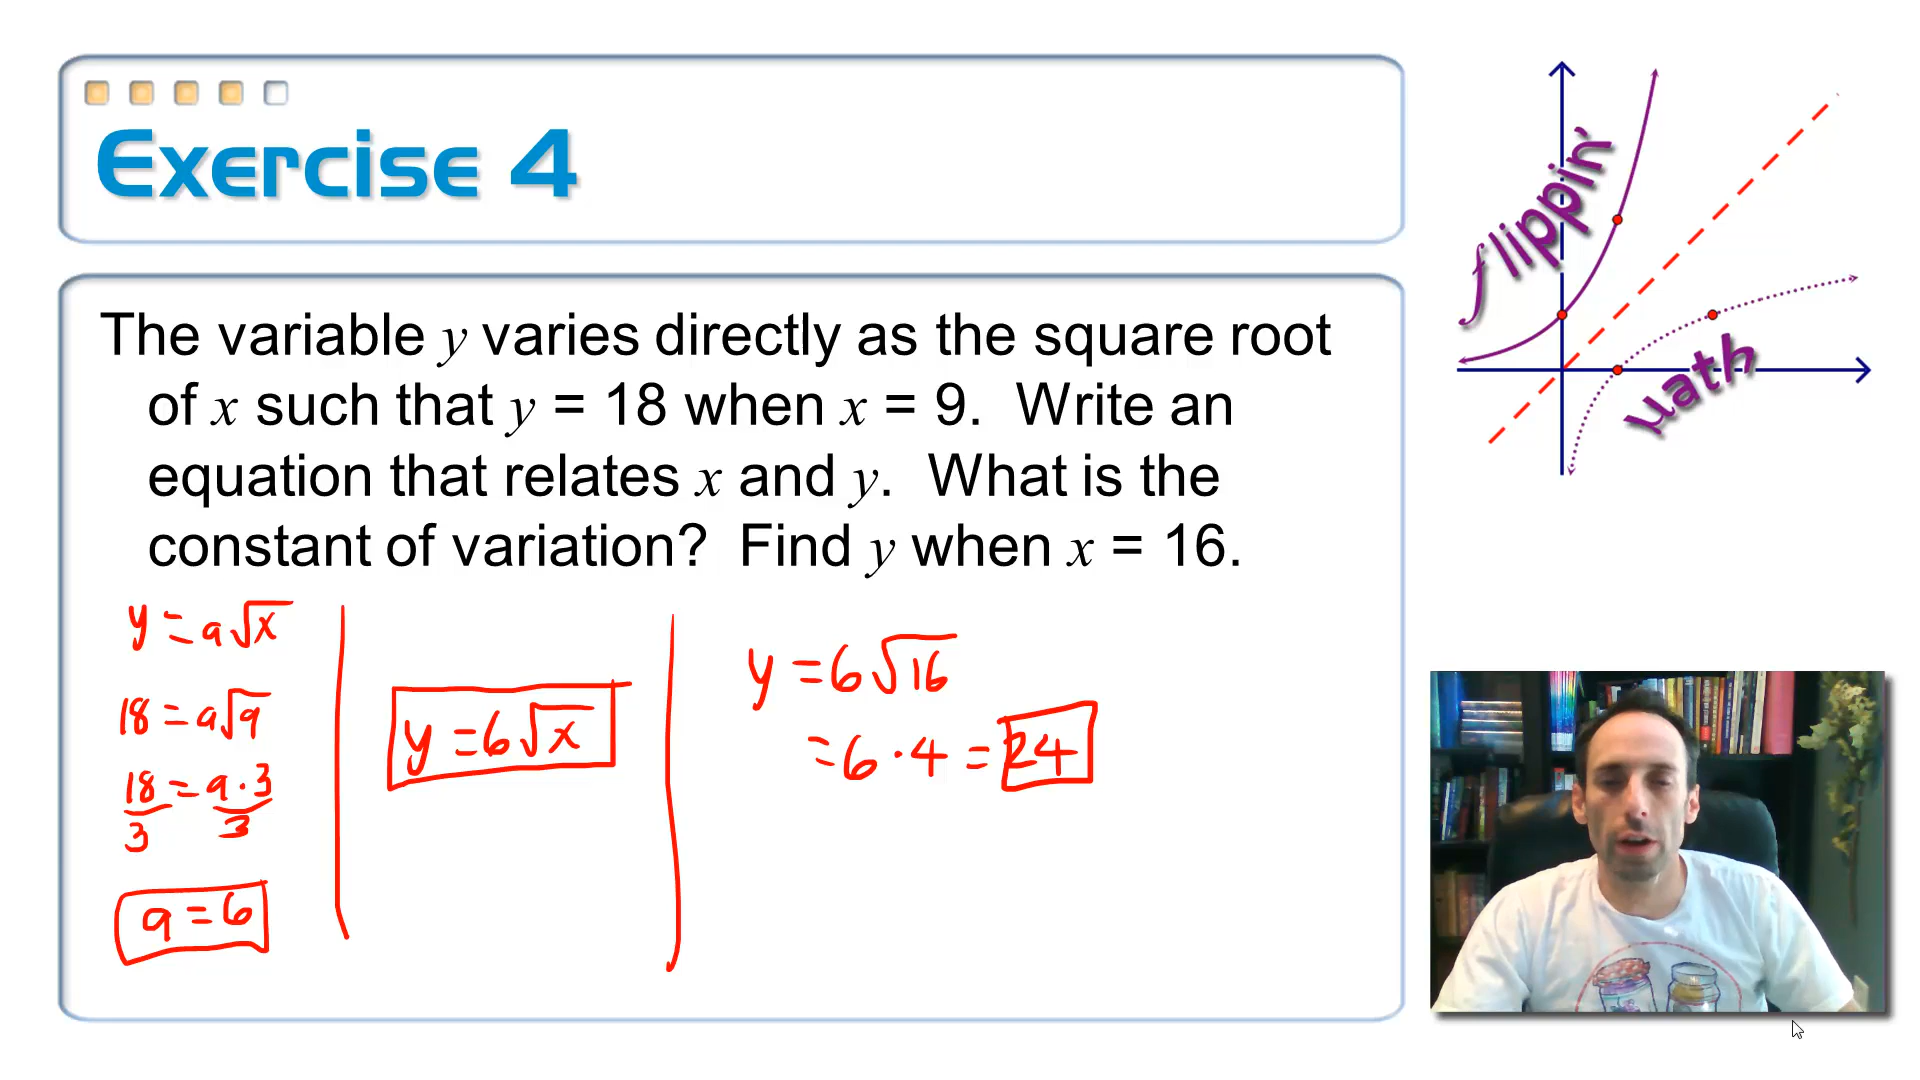 Exercise 4
The variable y varies directly as the square root
of x such that y = 18 when x = 9. Write an
equation that relates x and y. What is the
constant of variation? Find y when x = 16.
y = a√x
18 = a√9
18 = a · 3
3 3
a = 6
y = 6√x
y = 6√16
= 6 · 4 = 24
flippin'
math